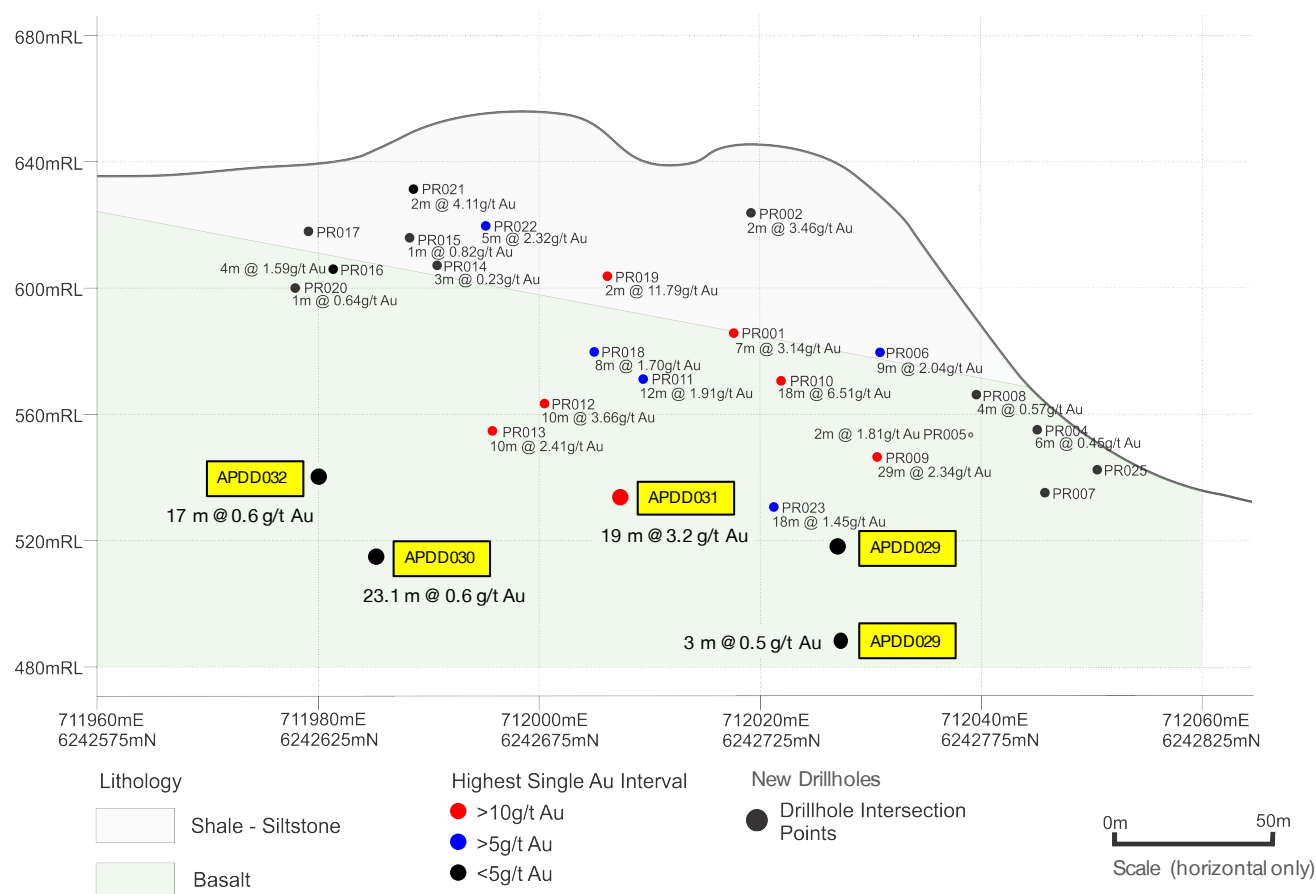 680mRL
640mRL
600mRL
560mRL
520mRL
480mRL
PR021
2m @ 4.11g/t Au
PR022
5m @ 2.32g/t Au
PR002
2m @ 3.46g/t Au
PR017
PR015
1m @ 0.82g/t Au
PR014
3m @ 0.23g/t Au
4m @ 1.59g/t Au PR016
PR020
1m @ 0.64g/t Au
PR019
2m @ 11.79g/t Au
PR001
7m @ 3.14g/t Au
PR018
8m @ 1.70g/t Au
PR011
12m @ 1.91g/t Au
PR006
9m @ 2.04g/t Au
PR010
18m @ 6.51g/t Au
PR008
4m @ 0.57g/t Au
PR012
10m @ 3.66g/t Au
PR013
10m @ 2.41g/t Au
2m @ 1.81g/t Au PR005
PR004
6m @ 0.45g/t Au
PR009
29m @ 2.34g/t Au
PR025
PR007
APDD032
17 m @ 0.6 g/t Au
APDD031
19 m @ 3.2 g/t Au
PR023
18m @ 1.45g/t Au
APDD030
23.1 m @ 0.6 g/t Au
APDD029
3 m @ 0.5 g/t Au
APDD029
711960mE
6242575mN
711980mE
6242625mN
712000mE
6242675mN
712020mE
6242725mN
712040mE
6242775mN
712060mE
6242825mN
Lithology
Shale - Siltstone
Basalt
Highest Single Au Interval
>10g/t Au
>5g/t Au
<5g/t Au
New Drillholes
Drillhole Intersection
Points
0m
50m
Scale (horizontal only)